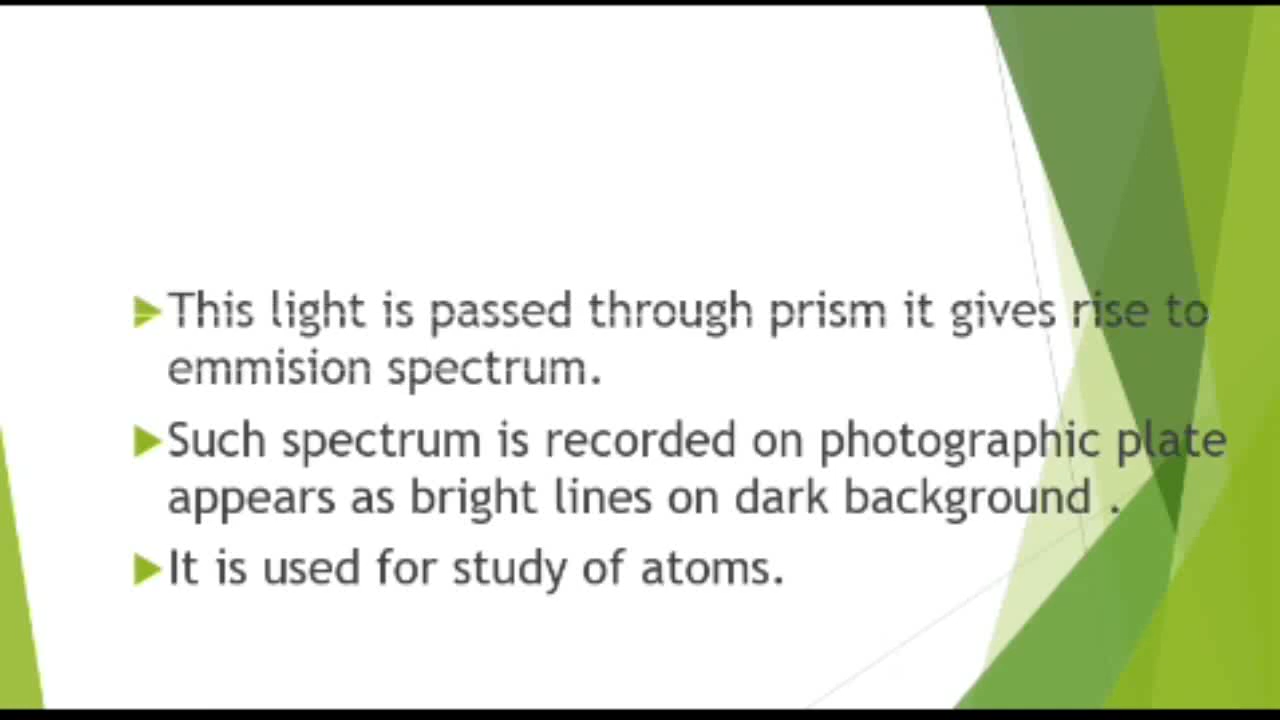 This light is passed through prism it gives rise to
emmision spectrum.
Such spectrum is recorded on photographic plate
appears as bright lines on dark background .
It is used for study of atoms.